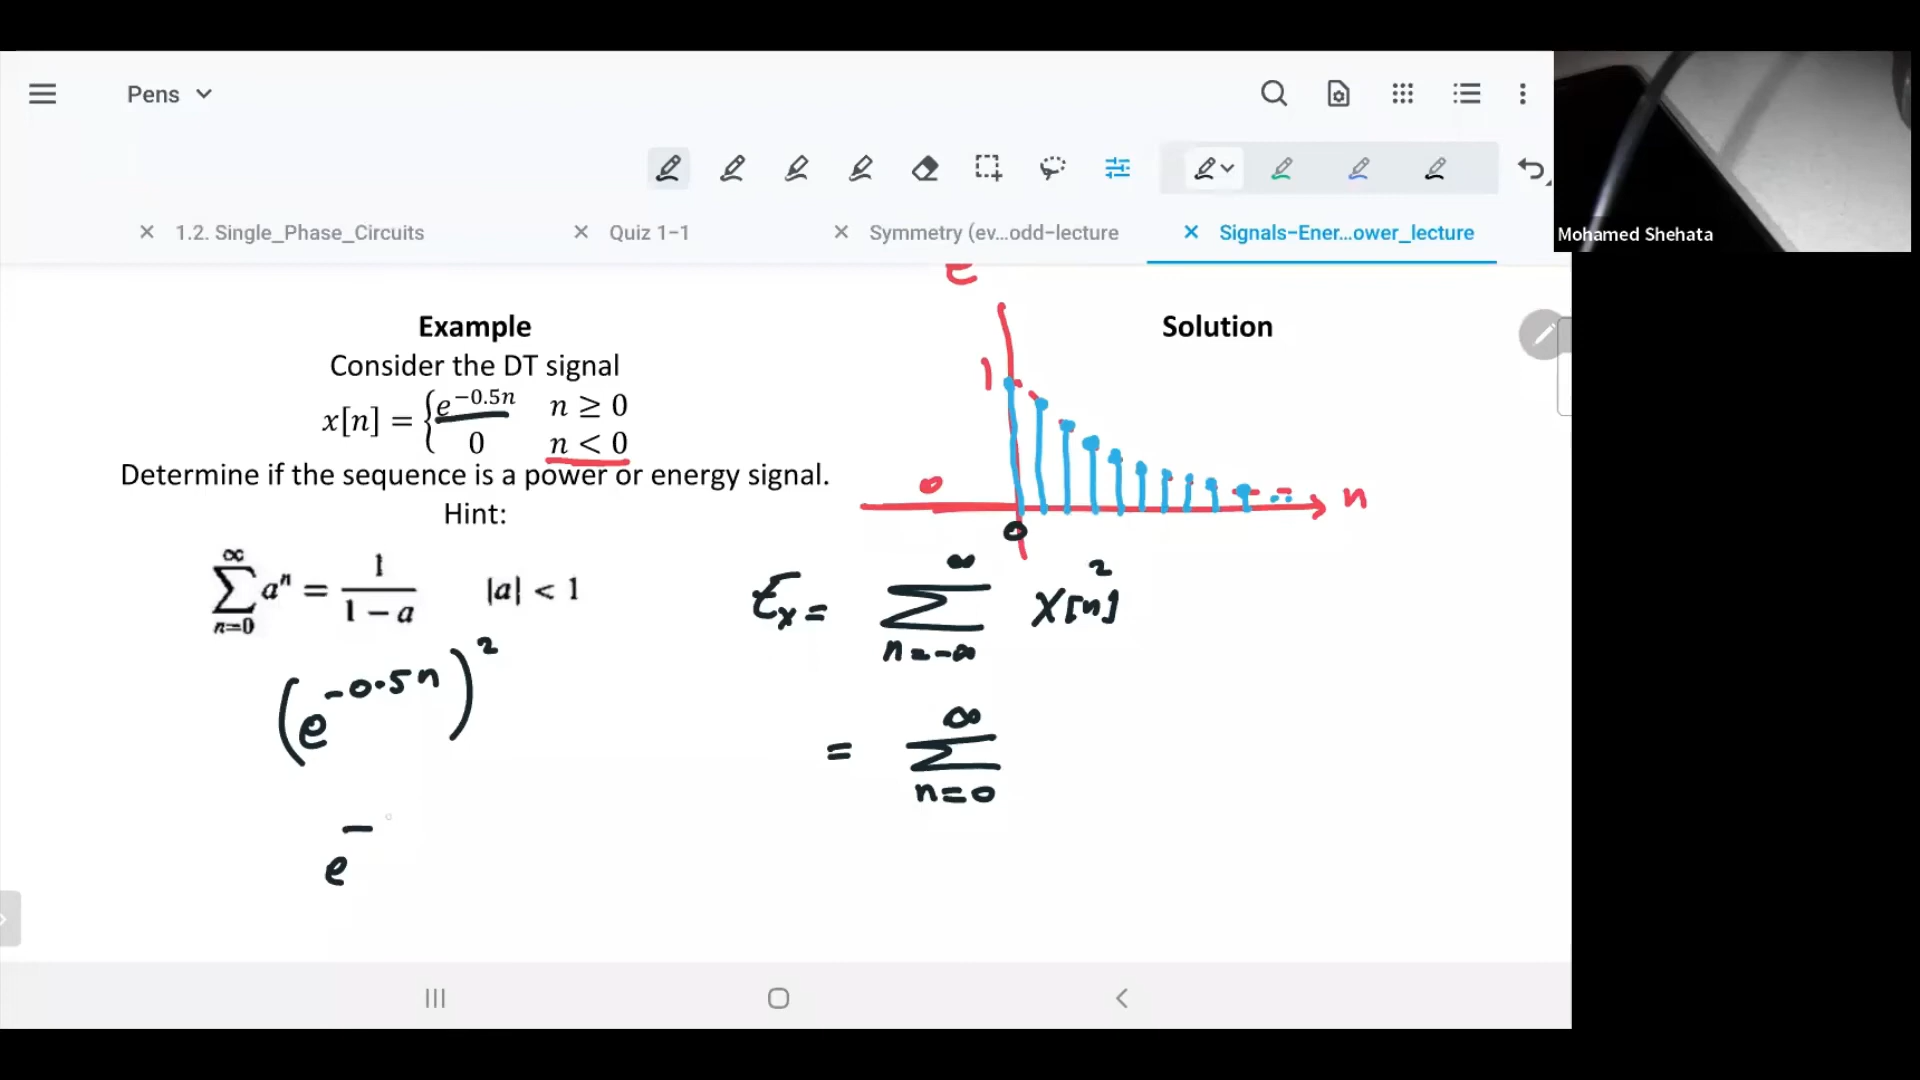 Pens
1.2. Single_Phase_Circuits
Quiz 1-1
Symmetry (ev...odd-lecture
Signals-Ener...ower_lecture
Mohamed Shehata
Example
Consider the DT signal
x[n] = { e^{-0.5n} n ≥ 0
0 n < 0
Determine if the sequence is a power or energy signal.
Hint:
∞
∑ aⁿ = 1 / (1 − a) |a| < 1
n=0
(e^{-0.5n})²
e^{-}
Solution
1
0
n
0
∞
Ex = ∑ x[n]²
n=-∞
∞
= ∑
n=0